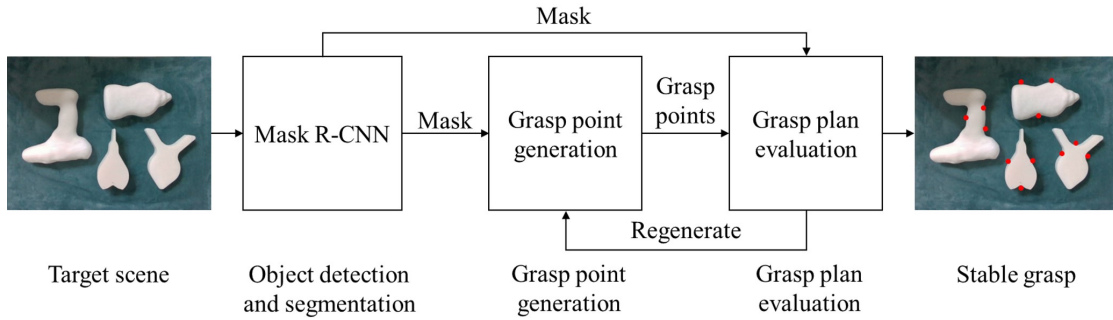 Mask
Mask R-CNN
Mask
Grasp point
generation
Grasp
points
Grasp plan
evaluation
Regenerate
Target scene
Object detection
and segmentation
Grasp point
generation
Grasp plan
evaluation
Stable grasp